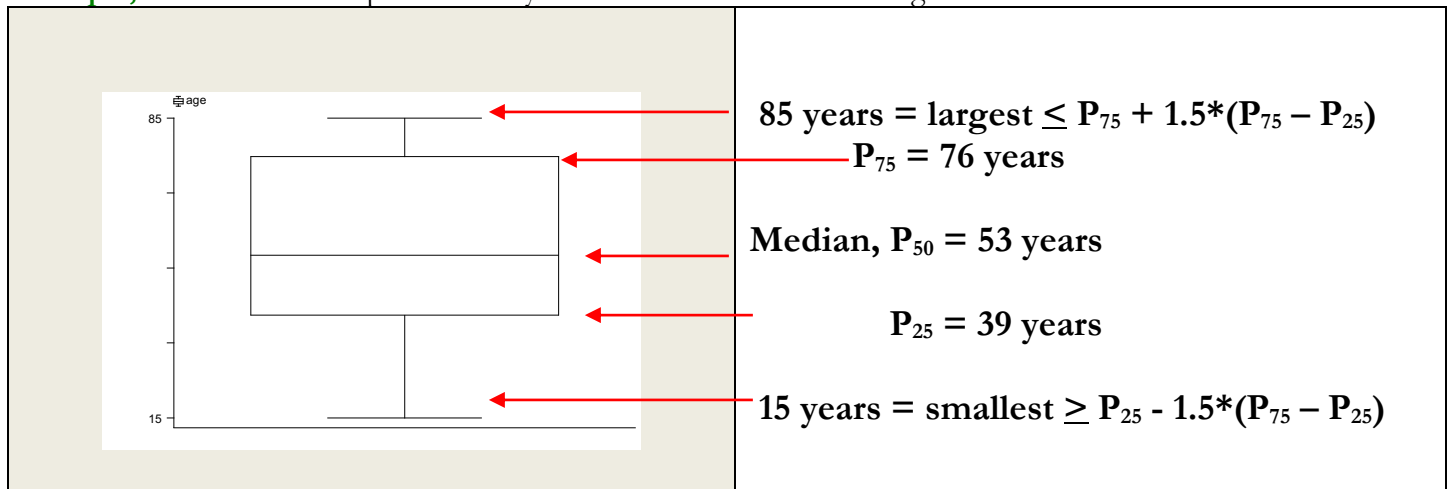 age
85
15
85 years = largest ≤ P75 + 1.5*(P75 – P25)
P75 = 76 years
Median, P50 = 53 years
P25 = 39 years
15 years = smallest ≥ P25 - 1.5*(P75 – P25)